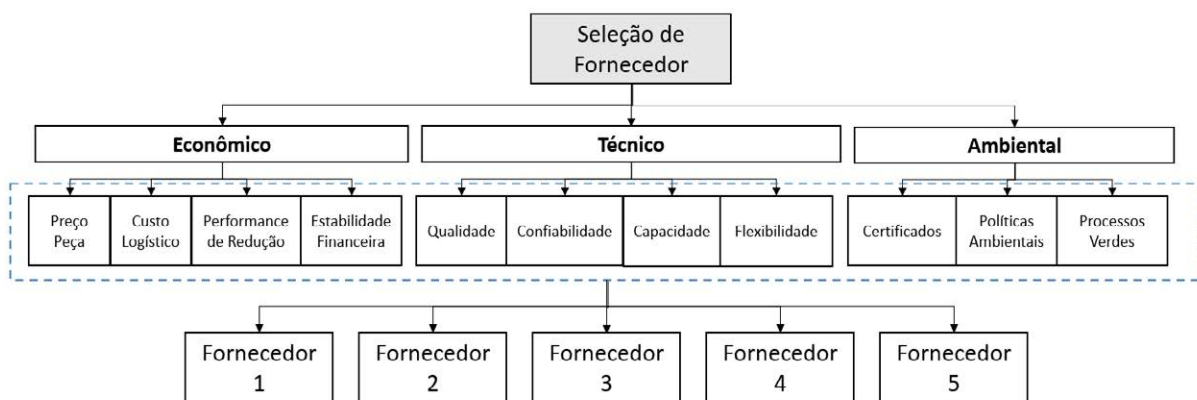 Seleção de
Fornecedor
Econômico
Técnico
Ambiental
Preço
Peça
Custo
Logístico
Performance
de Redução
Estabilidade
Financeira
Qualidade
Confiabilidade
Capacidade
Flexibilidade
Certificados
Políticas
Ambientais
Processos
Verdes
Fornecedor
1
Fornecedor
2
Fornecedor
3
Fornecedor
4
Fornecedor
5